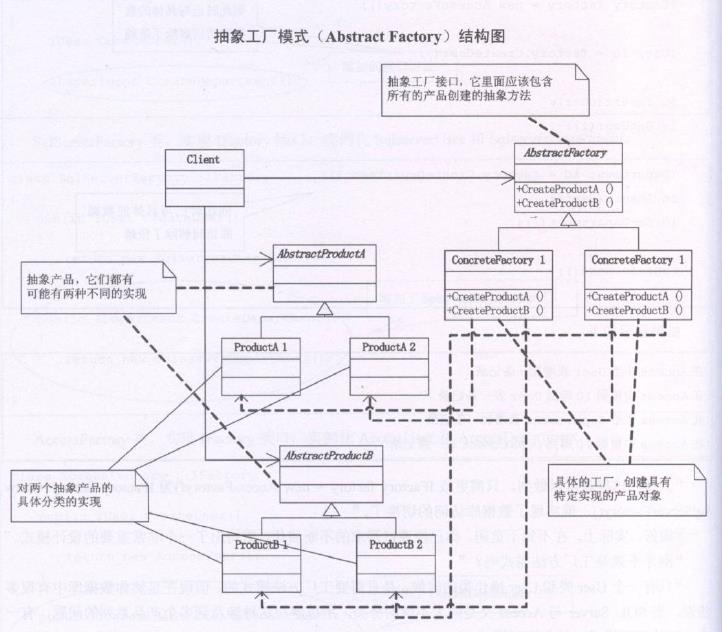 抽象工厂模式（Abstract Factory）结构图
抽象工厂接口，它里面应该包含
所有的产品创建的抽象方法
Client
AbstractFactory
+CreateProductA ()
+CreateProductB ()
AbstractProductA
ConcreteFactory 1
+CreateProductA ()
+CreateProductB ()
ConcreteFactory 1
+CreateProductA ()
+CreateProductB ()
抽象产品，它们都有
可能有两种不同的实现
ProductA 1
ProductA 2
AbstractProductB
对两个抽象产品的
具体分类的实现
具体的工厂，创建具有
特定实现的产品对象
ProductB 1
ProductB 2